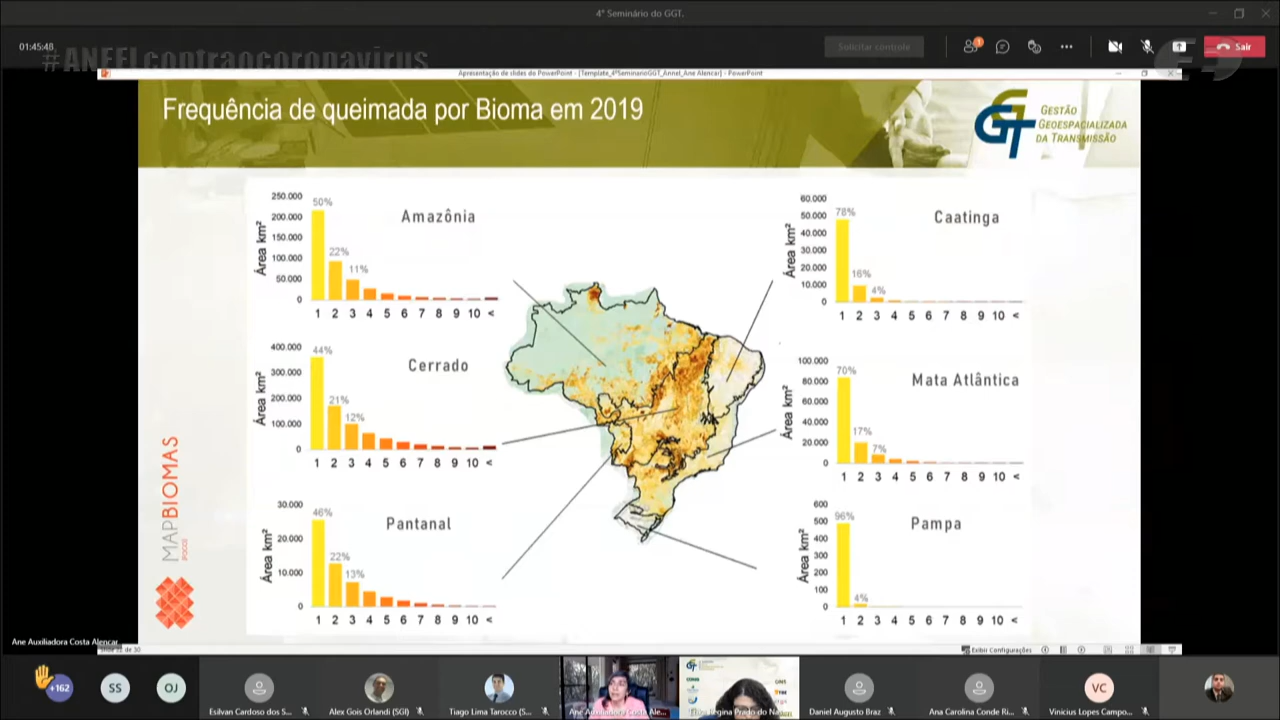 4º Seminário do GGT.
01:45:48
#ANEELcontraocoronavírus
Solicitar controle
1
Sair
Apresentação de slides do PowerPoint - [Template_4ºSeminarioGGT_Annel_Ane Alencar] - PowerPoint
Frequência de queimada por Bioma em 2019
GGT
GESTÃO
GEOESPACIALIZADA
DA TRANSMISSÃO
Amazônia
Área km²
250.000
200.000
150.000
100.000
50.000
0
50%
22%
11%
1 2 3 4 5 6 7 8 9 10 <
Caatinga
Área km²
60.000
50.000
40.000
30.000
20.000
10.000
0
78%
16%
4%
1 2 3 4 5 6 7 8 9 10 <
Cerrado
Área km²
400.000
300.000
200.000
100.000
0
44%
21%
12%
1 2 3 4 5 6 7 8 9 10 <
Mata Atlântica
Área km²
100.000
80.000
60.000
40.000
20.000
0
70%
17%
7%
1 2 3 4 5 6 7 8 9 10 <
Pantanal
Área km²
30.000
20.000
10.000
0
46%
22%
13%
1 2 3 4 5 6 7 8 9 10 <
Pampa
Área km²
600
500
400
300
200
100
0
96%
4%
1 2 3 4 5 6 7 8 9 10 <
MAPBIOMAS
[FOGO]
Ane Auxiliadora Costa Alencar
de 30
Exibir Configurações
+162
SS
OJ
Esilvan Cardoso dos S...
Alex Gois Orlandi (SGI)
Tiago Lima Tarocco (S...
Ane Auxiliadora Costa Ale...
Regina Prado do
Daniel Augusto Braz
Ana Carolina Conde Ri...
VC
Vinicius Lopes Campo...